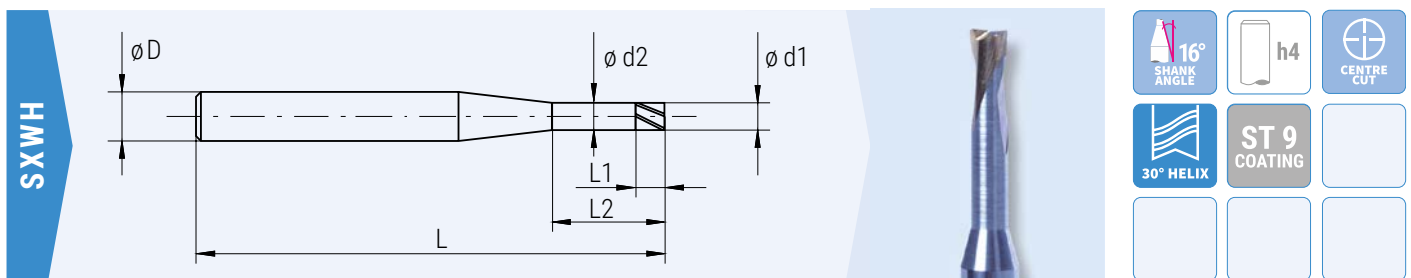 SXWH
øD
ø d2
ø d1
L1
L2
L
16°
SHANK
ANGLE
h4
CENTRE
CUT
30° HELIX
ST 9
COATING